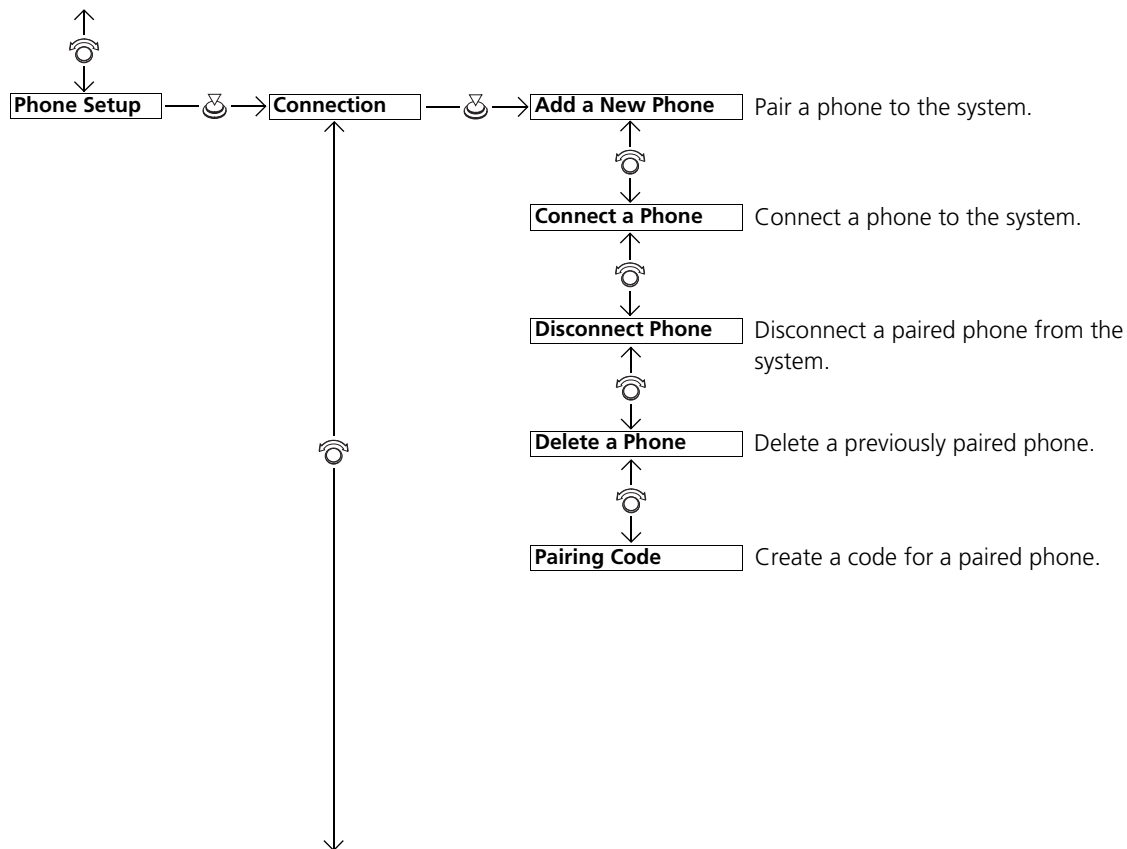 Phone Setup
Connection
Add a New Phone
Pair a phone to the system.
Connect a Phone
Connect a phone to the system.
Disconnect Phone
Disconnect a paired phone from the
system.
Delete a Phone
Delete a previously paired phone.
Pairing Code
Create a code for a paired phone.